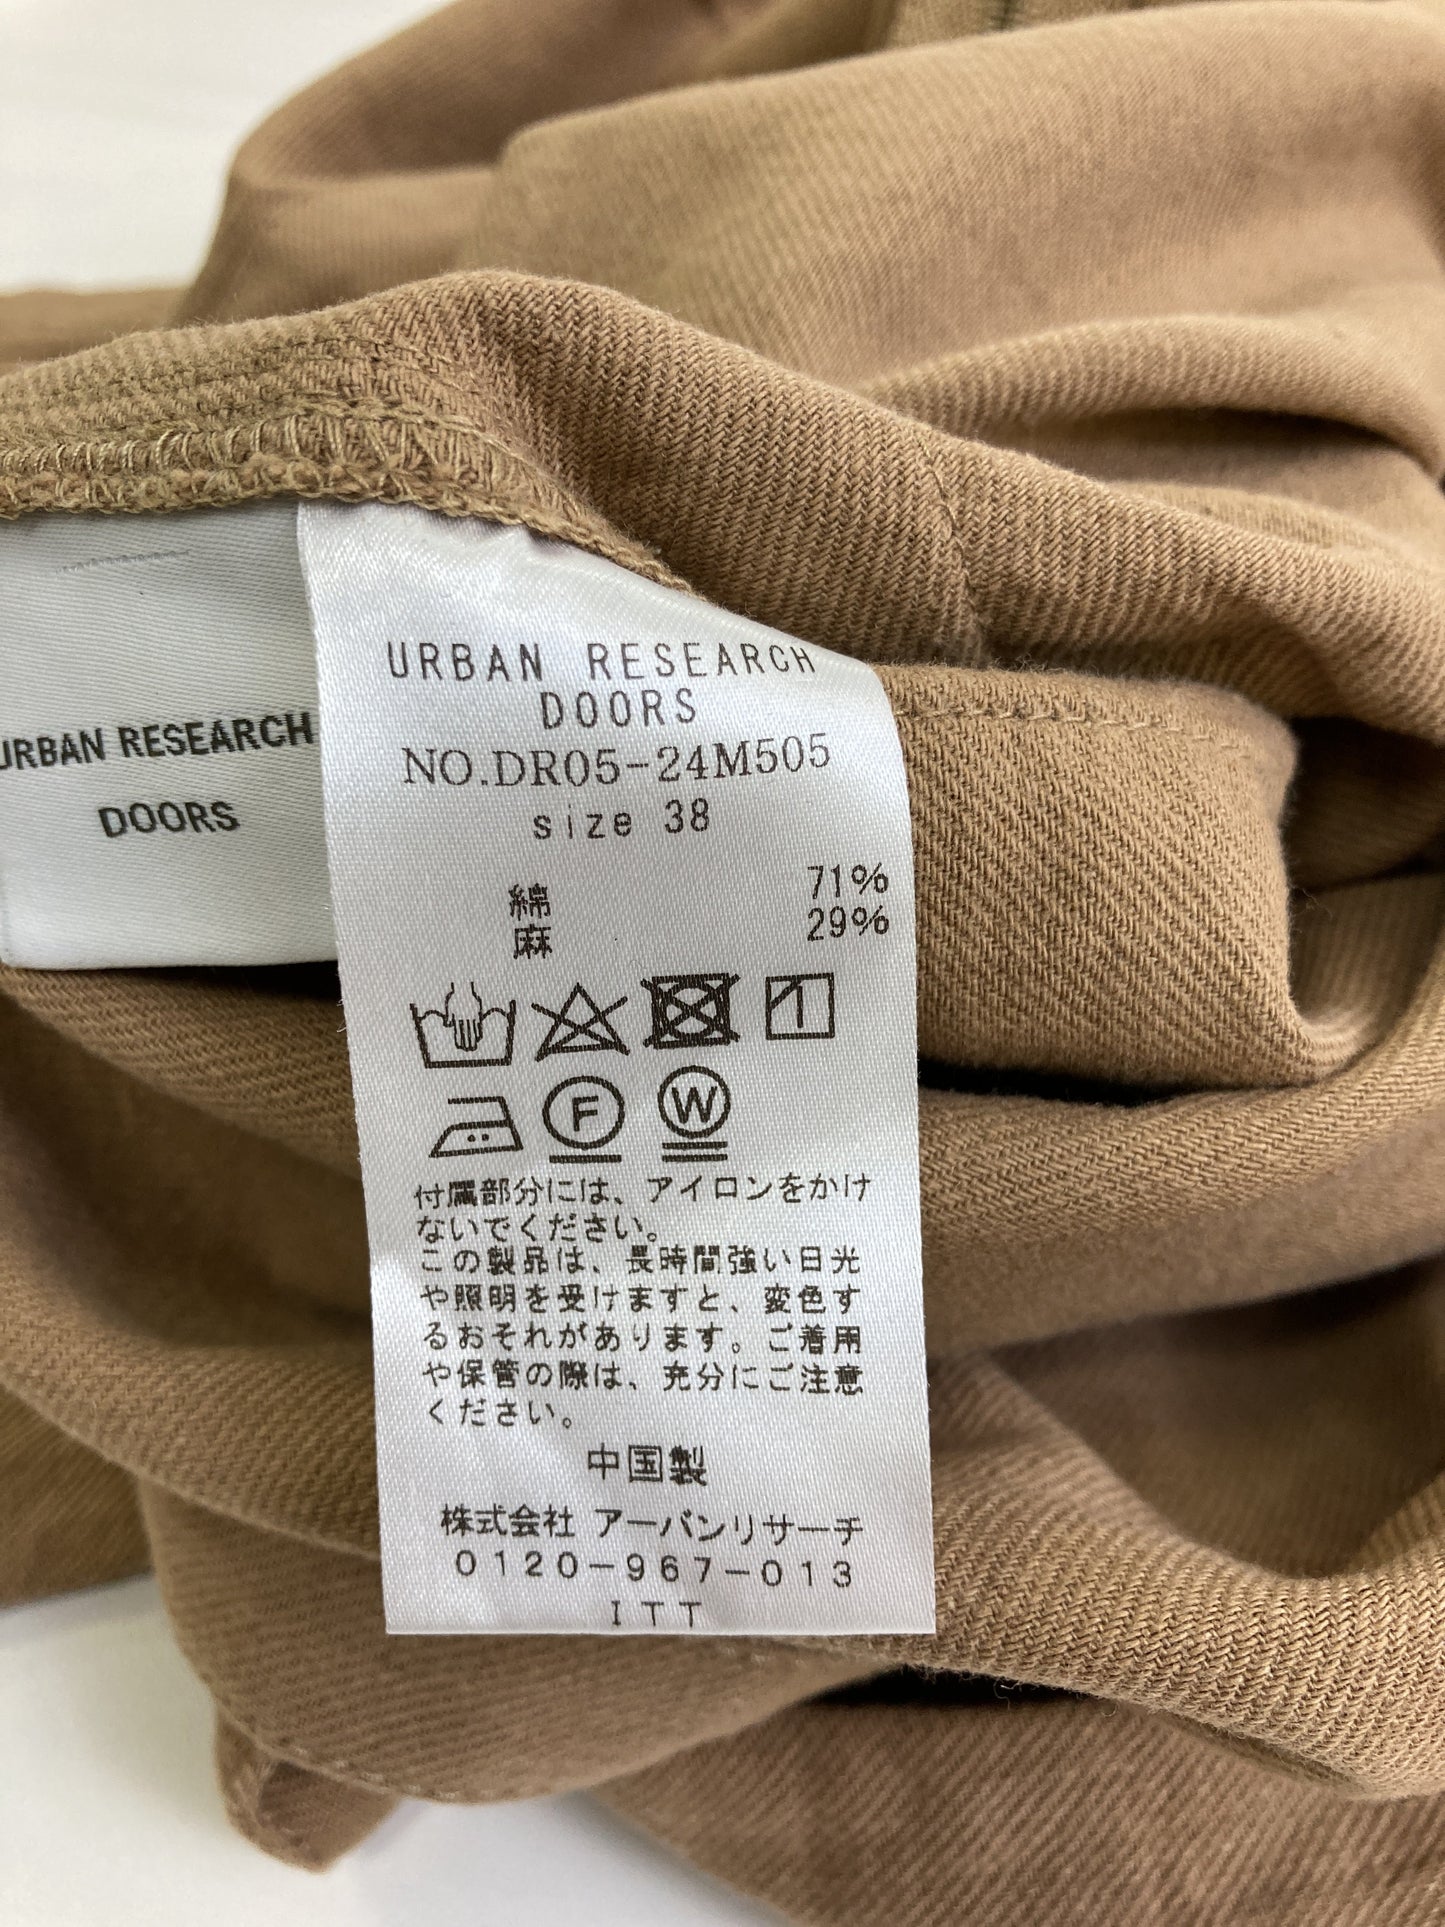 URBAN RESEARCH
DOORS
URBAN RESEARCH
DOORS
NO.DR05-24M505
size 38
綿 71%
麻 29%
F W
付属部分には、アイロンをかけ
ないでください。
この製品は、長時間強い日光
や照明を受けますと、変色す
るおそれがあります。ご着用
や保管の際は、充分にご注意
ください。
中国製
株式会社 アーバンリサーチ
0120-967-013
ITT